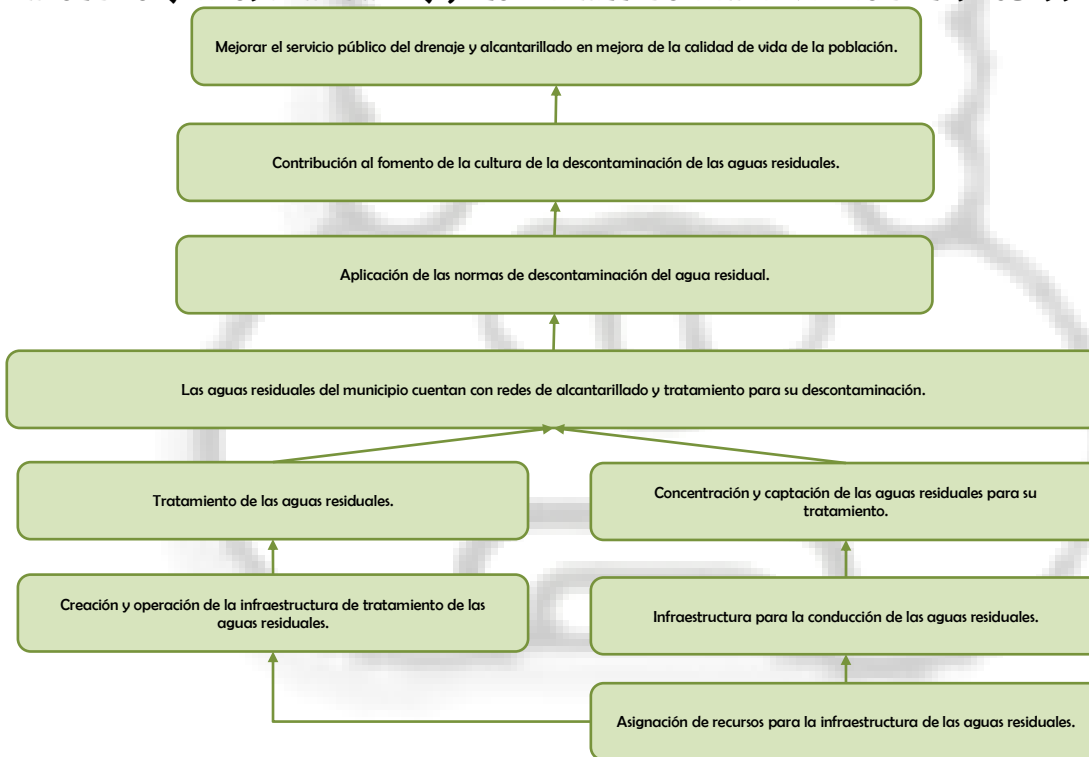 Mejorar el servicio público del drenaje y alcantarillado en mejora de la calidad de vida de la población.
Contribución al fomento de la cultura de la descontaminación de las aguas residuales.
Aplicación de las normas de descontaminación del agua residual.
Las aguas residuales del municipio cuentan con redes de alcantarillado y tratamiento para su descontaminación.
Tratamiento de las aguas residuales.
Concentración y captación de las aguas residuales para su
tratamiento.
Creación y operación de la infraestructura de tratamiento de las
aguas residuales.
Infraestructura para la conducción de las aguas residuales.
Asignación de recursos para la infraestructura de las aguas residuales.